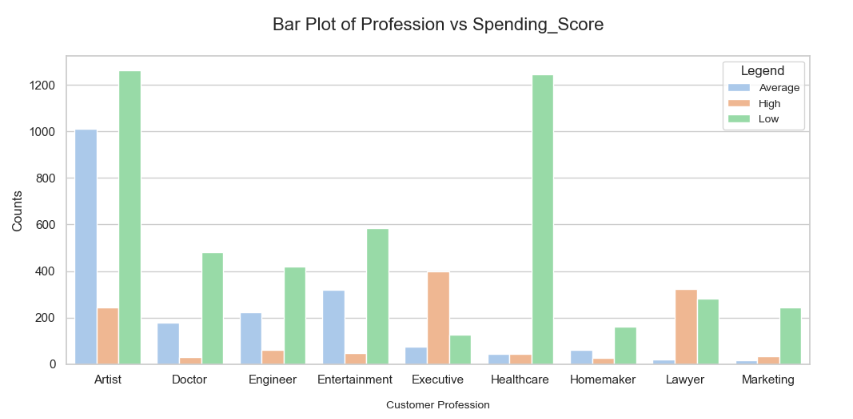 Bar Plot of Profession vs Spending_Score
Legend
Average
High
Low
Counts
1200
1000
800
600
400
200
0
Artist Doctor Engineer Entertainment Executive Healthcare Homemaker Lawyer Marketing
Customer Profession